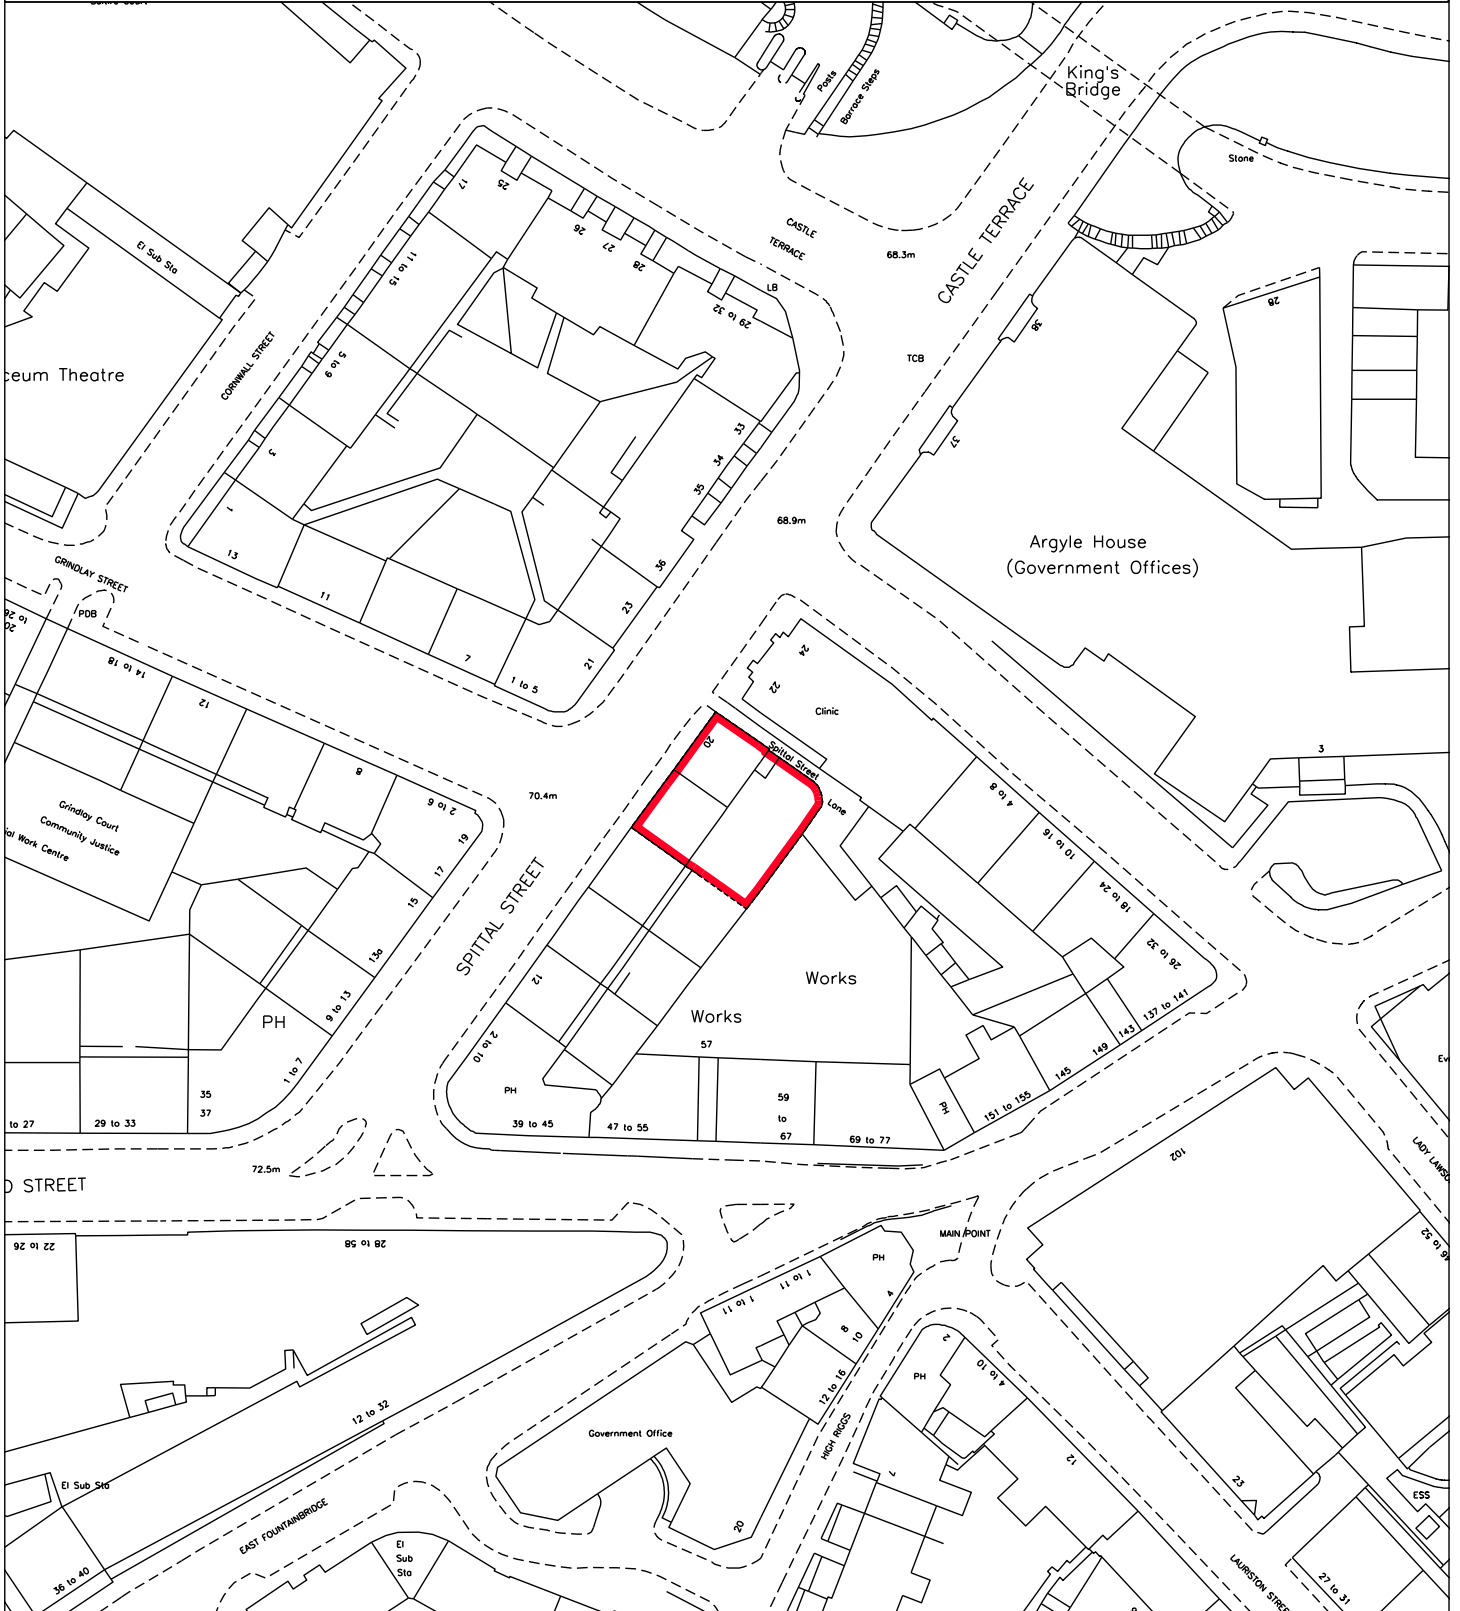 King's
Bridge
Posts
Barrace Steps
Stone
El Sub Sta
17
25
26
27
28
29 to 32
LB
CASTLE
TERRACE
68.3m
CASTLE TERRACE
28
38
37
TCB
11 to 15
5 to 9
3
CORNWALL STREET
ceum Theatre
33
34
35
36
68.9m
Argyle House
(Government Offices)
13
11
7
1 to 5
21
23
GRINDLAY STREET
PDB
20
to 26
14 to 18
12
8
2 to 6
19
17
15
13a
9 to 13
1 to 7
Grindlay Court
Community Justice
ial Work Centre
24
22
Clinic
20
Spittal Street
Lane
3
70.4m
SPITTAL STREET
4 to 8
10 to 16
18 to 24
26 to 32
137 to 141
143
149
145
151 to 155
PH
12
2 to 10
PH
Works
Works
57
59
to
67
69 to 77
47 to 55
39 to 45
PH
35
37
to 27
29 to 33
72.5m
D STREET
22 to 26
28 to 58
MAIN POINT
PH
1 to 11
1 to 11
4
8
10
12 to 16
HIGH RIGGS
2
PH
4 to 10
12
7
102
LADY LAWSO
46 to 52
Ev
Government Office
20
12 to 32
El Sub Sta
EAST FOUNTAINBRIDGE
36 to 40
El
Sub
Sta
23
ESS
LAURISTON STREE
27 to 31